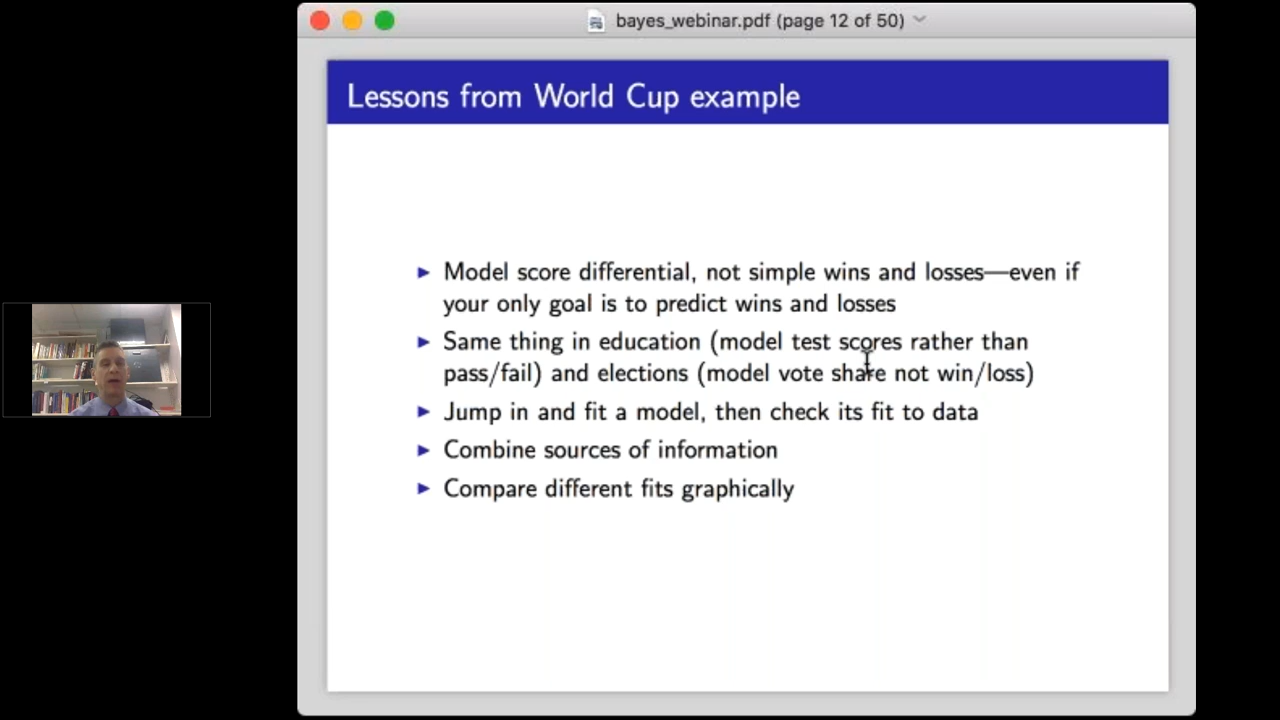 bayes_webinar.pdf (page 12 of 50)
Lessons from World Cup example
▶ Model score differential, not simple wins and losses—even if
your only goal is to predict wins and losses
▶ Same thing in education (model test scores rather than
pass/fail) and elections (model vote share not win/loss)
▶ Jump in and fit a model, then check its fit to data
▶ Combine sources of information
▶ Compare different fits graphically